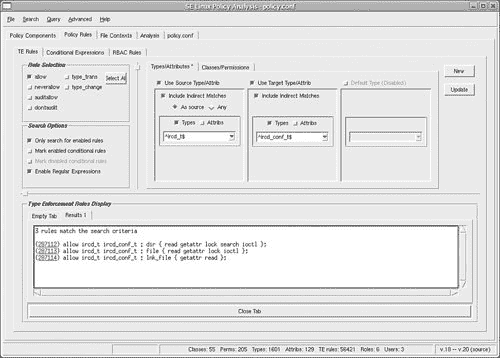 SE Linux Policy Analysis - policy.conf
File Search Query Advanced Help
Policy Components Policy Rules File Contexts Analysis policy.conf
TE Rules Conditional Expressions RBAC Rules
Rule Selection
allow type_trans Select All
neverallow type_change
auditallow
dontaudit
Search Options
Only search for enabled rules
Mark enabled conditional rules
Mark disabled conditional rules
Enable Regular Expressions
Types/Attributes * Classes/Permissions
Use Source Type/Attrib
Include Indirect Matches
As source Any
Types Attribs
^ircd_t$
Use Target Type/Attrib
Include Indirect Matches
Types Attribs
^ircd_conf_t$
Default Type (Disabled)
New
Update
Type Enforcement Rules Display
Empty Tab Results 1
3 rules match the search criteria
(287112) allow ircd_t ircd_conf_t : dir { read getattr lock search ioctl };
(287113) allow ircd_t ircd_conf_t : file { read getattr lock ioctl };
(287114) allow ircd_t ircd_conf_t : lnk_file { getattr read };
Close Tab
Classes: 55 Perms: 205 Types: 1601 Attribs: 129 TE rules: 56421 Roles: 6 Users: 3 v.18 -- v.20 (source)